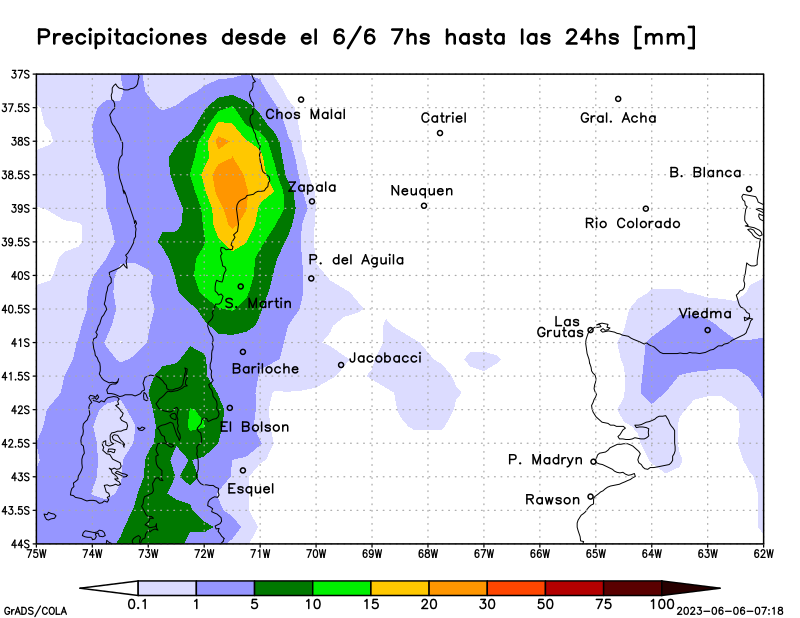 Precipitaciones desde el 6/6 7hs hasta las 24hs [mm]
37S
37.5S
Chos Malal
Catriel
Gral. Acha
38S
38.5S
B. Blanca
Zapala
Neuquen
39S
Rio Colorado
39.5S
P. del Aguila
40S
S. Martin
40.5S
Viedma
Las
Grutas
41S
Jacobacci
Bariloche
41.5S
42S
El Bolson
42.5S
P. Madryn
43S
Esquel
Rawson
43.5S
44S
75W 74W 73W 72W 71W 70W 69W 68W 67W 66W 65W 64W 63W 62W
0.1 1 5 10 15 20 30 50 75 100
GrADS/COLA
2023-06-06-07:18